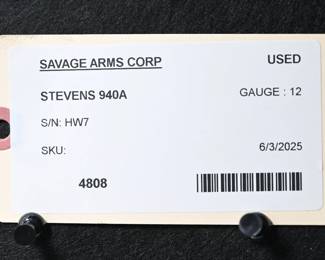 SAVAGE ARMS CORP USED
STEVENS 940A GAUGE : 12
S/N: HW7
SKU: 6/3/2025
4808